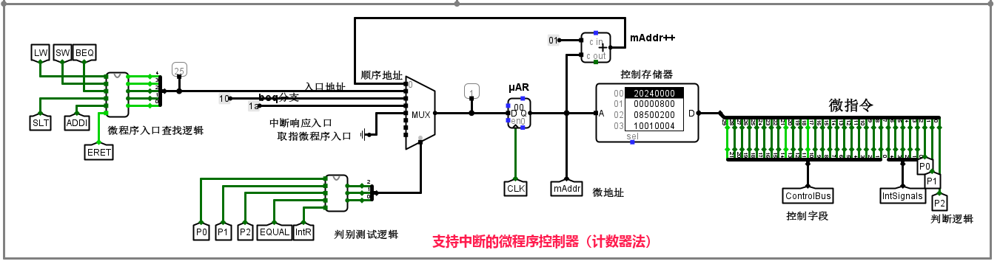 01
c in
c out
mAddr++
LW
SW
BEQ
25
顺序地址
0
控制存储器
入口地址
10
beq分支
1a
1
μAR
00
D Q
en0
MUX
A
00 20240000
01 00000800
02 08500200
03 10010004
sel
D
微指令
SLT
ADDI
微程序入口查找逻辑
中断响应入口
取指微程序入口
ERET
CLK
mAddr
微地址
P0
P1
ControlBus
IntSignals
P2
控制字段
判断逻辑
P0
P1
P2
EQUAL
IntR
判别测试逻辑
支持中断的微程序控制器（计数器法）